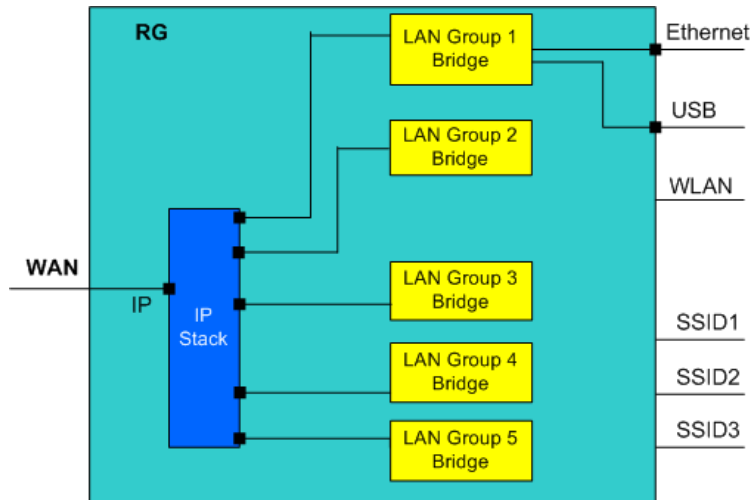 RG
LAN Group 1
Bridge
Ethernet
USB
LAN Group 2
Bridge
WLAN
WAN
IP
IP
Stack
LAN Group 3
Bridge
SSID1
LAN Group 4
Bridge
SSID2
LAN Group 5
Bridge
SSID3